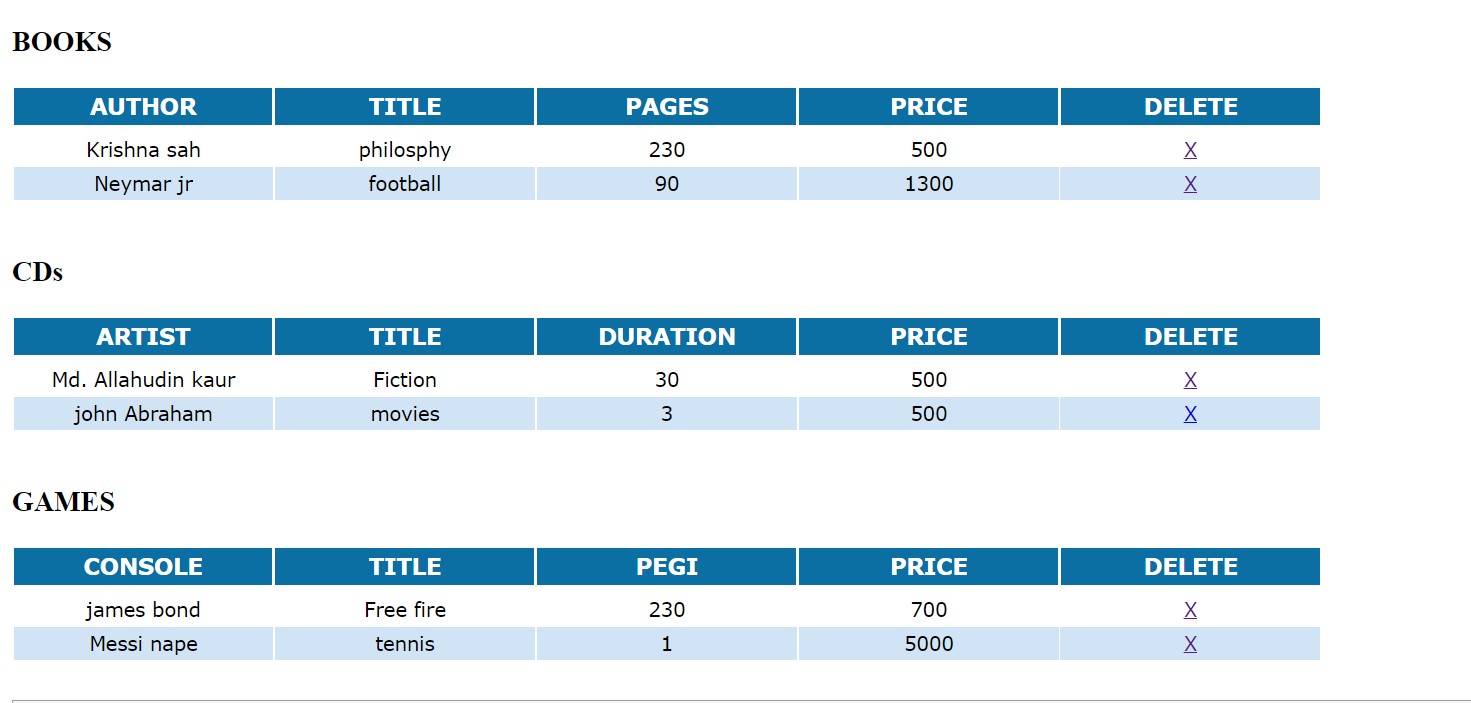 BOOKS
AUTHOR TITLE PAGES PRICE DELETE
Krishna sah philosphy 230 500 X
Neymar jr football 90 1300 X
CDs
ARTIST TITLE DURATION PRICE DELETE
Md. Allahudin kaur Fiction 30 500 X
john Abraham movies 3 500 X
GAMES
CONSOLE TITLE PEGI PRICE DELETE
james bond Free fire 230 700 X
Messi nape tennis 1 5000 X